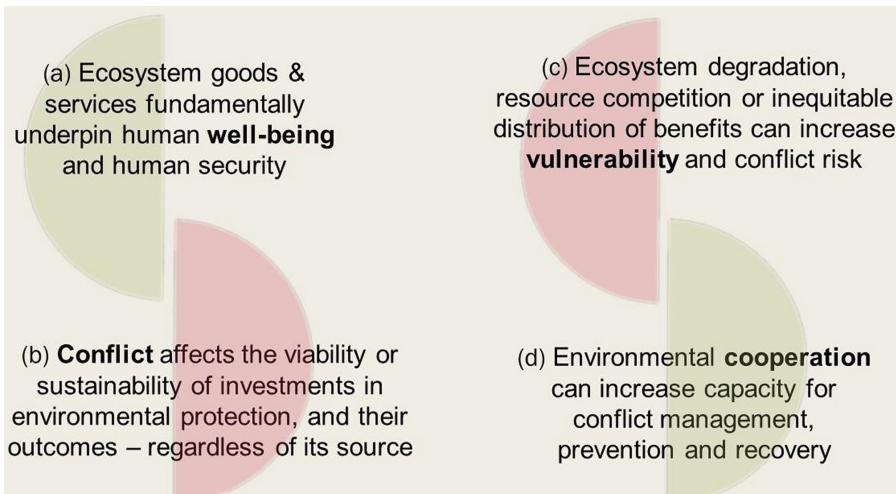 (a) Ecosystem goods &
services fundamentally
underpin human well-being
and human security
(b) Conflict affects the viability or
sustainability of investments in
environmental protection, and their
outcomes – regardless of its source
(c) Ecosystem degradation,
resource competition or inequitable
distribution of benefits can increase
vulnerability and conflict risk
(d) Environmental cooperation
can increase capacity for
conflict management,
prevention and recovery